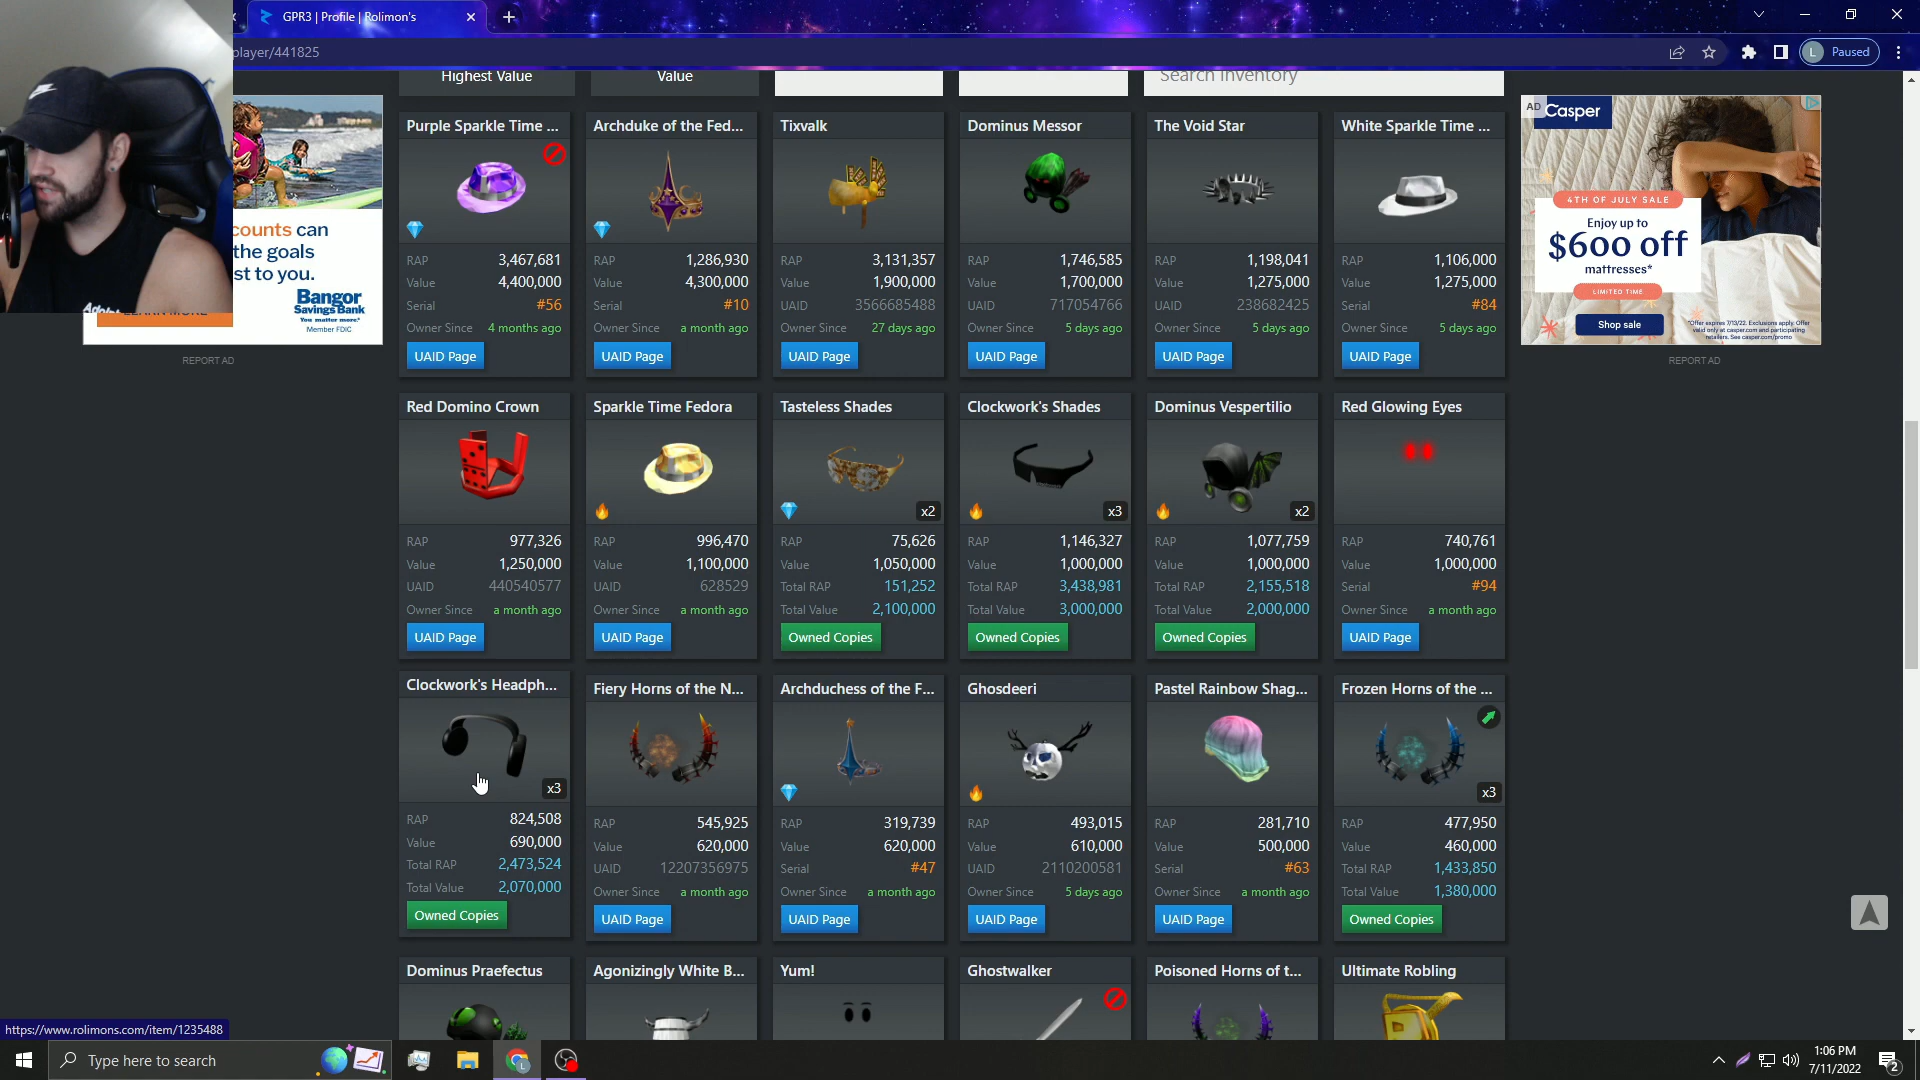 GPR3 | Profile | Rolimon's
player/441825
Paused
Highest Value
Value
Search Inventory
counts can
the goals
st to you.
Bangor
Savings Bank
You matter more.
Member FDIC
REPORT AD
AD
Casper
4TH OF JULY SALE
Enjoy up to
$600 off
mattresses*
LIMITED TIME
Shop sale
REPORT AD
Purple Sparkle Time ...
RAP 3,467,681
Value 4,400,000
Serial #56
Owner Since 4 months ago
UAID Page
Archduke of the Fed...
RAP 1,286,930
Value 4,300,000
Serial #10
Owner Since a month ago
UAID Page
Tixvalk
RAP 3,131,357
Value 1,900,000
UAID 3566685488
Owner Since 27 days ago
UAID Page
Dominus Messor
RAP 1,746,585
Value 1,700,000
UAID 717054766
Owner Since 5 days ago
UAID Page
The Void Star
RAP 1,198,041
Value 1,275,000
UAID 238682425
Owner Since 5 days ago
UAID Page
White Sparkle Time ...
RAP 1,106,000
Value 1,275,000
Serial #84
Owner Since 5 days ago
UAID Page
Red Domino Crown
RAP 977,326
Value 1,250,000
UAID 440540577
Owner Since a month ago
UAID Page
Sparkle Time Fedora
RAP 996,470
Value 1,100,000
UAID 628529
Owner Since a month ago
UAID Page
Tasteless Shades
x2
RAP 75,626
Value 1,050,000
Total RAP 151,252
Total Value 2,100,000
Owned Copies
Clockwork's Shades
x3
RAP 1,146,327
Value 1,000,000
Total RAP 3,438,981
Total Value 3,000,000
Owned Copies
Dominus Vespertilio
x2
RAP 1,077,759
Value 1,000,000
Total RAP 2,155,518
Total Value 2,000,000
Owned Copies
Red Glowing Eyes
RAP 740,761
Value 1,000,000
Serial #94
Owner Since a month ago
UAID Page
Clockwork's Headph...
x3
RAP 824,508
Value 690,000
Total RAP 2,473,524
Total Value 2,070,000
Owned Copies
Fiery Horns of the N...
RAP 545,925
Value 620,000
UAID 12207356975
Owner Since a month ago
UAID Page
Archduchess of the F...
RAP 319,739
Value 620,000
Serial #47
Owner Since a month ago
UAID Page
Ghosdeeri
RAP 493,015
Value 610,000
UAID 2110200581
Owner Since 5 days ago
UAID Page
Pastel Rainbow Shag...
RAP 281,710
Value 500,000
Serial #63
Owner Since a month ago
UAID Page
Frozen Horns of the ...
x3
RAP 477,950
Value 460,000
Total RAP 1,433,850
Total Value 1,380,000
Owned Copies
Dominus Praefectus
Agonizingly White B...
Yum!
Ghostwalker
Poisoned Horns of t...
Ultimate Robling
https://www.rolimons.com/item/1235488
Type here to search
1:06 PM
7/11/2022
2